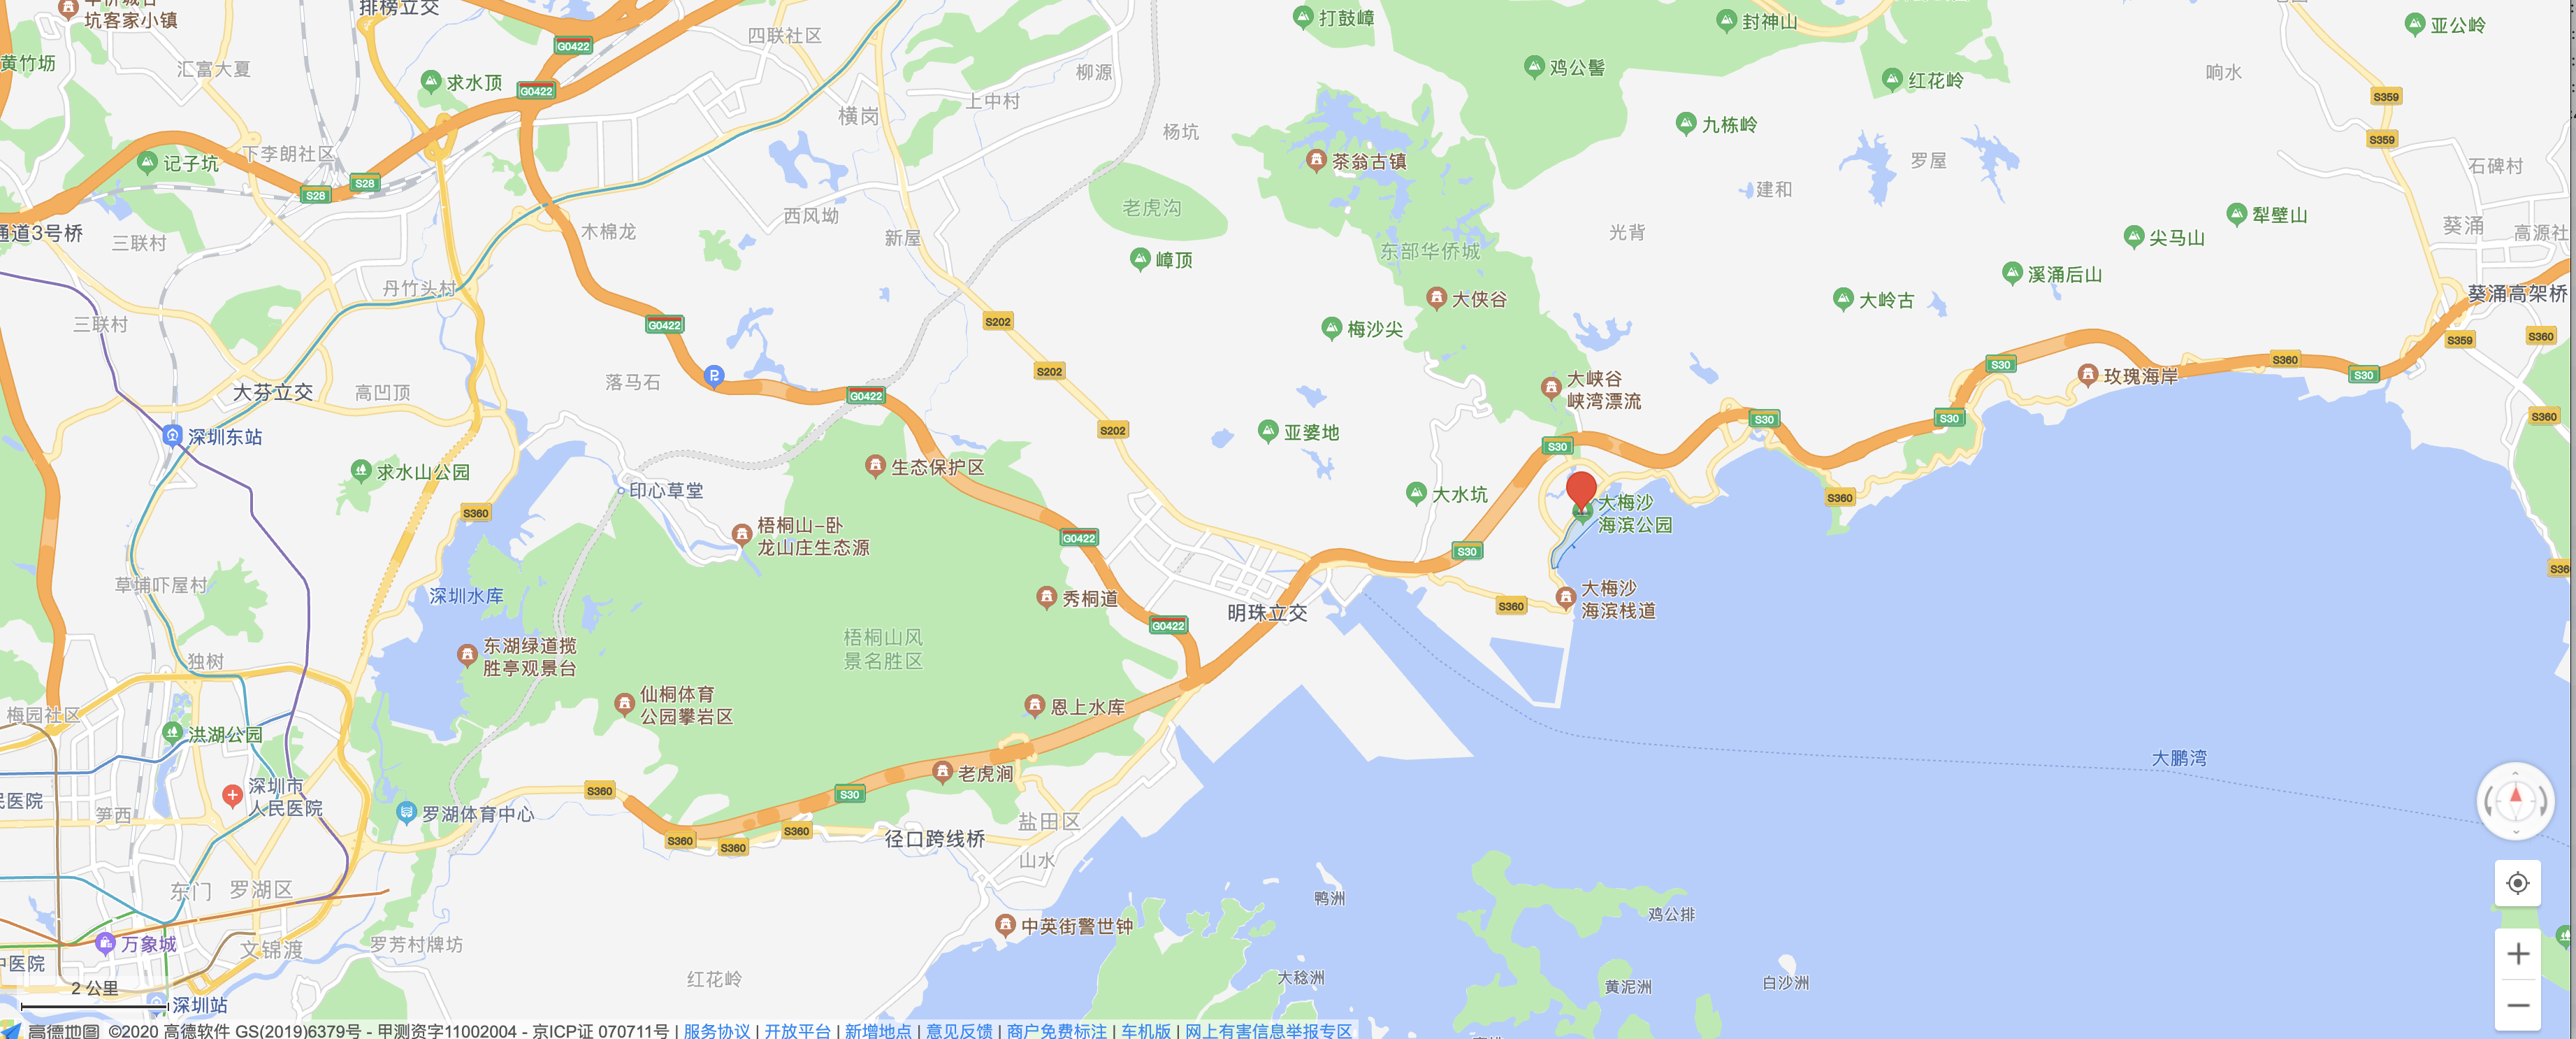 坑客家小镇
排榜立交
G0422
四联社区
打鼓嶂
封神山
亚公岭
黄竹坜
汇富大夏
求水顶
G0422
柳源
鸡公髻
红花岭
响水
S359
横岗
上中村
杨坑
九栋岭
S359
记子坑
下李朗社区
S28
S28
茶翁古镇
建和
罗屋
石碑村
通道3号桥
三联村
木棉龙
西风坳
新屋
老虎沟
东部华侨城
光背
尖马山
犁壁山
葵涌
高源社
嶂顶
丹竹头村
大侠谷
大岭古
溪涌后山
葵涌高架桥
三联村
G0422
S202
梅沙尖
S359
S360
大芬立交
高凹顶
落马石
G0422
S202
大峡谷
峡湾漂流
S30
玫瑰海岸
S360
S30
深圳东站
S202
亚婆地
S30
S30
S30
S360
求水山公园
生态保护区
印心草堂
大水坑
大梅沙
海滨公园
S360
S360
梧桐山-卧
龙山庄生态源
G0422
S30
草埔吓屋村
深圳水库
秀桐道
G0422
明珠立交
S360
大梅沙
海滨栈道
S36
独树
东湖绿道揽
胜亭观景台
梧桐山风
景名胜区
梅园社区
仙桐体育
公园攀岩区
恩上水库
洪湖公园
大鹏湾
深圳市
人民医院
民医院
笋西
罗湖体育中心
S360
S30
老虎涧
S360
S360
S360
径口跨线桥
盐田区
山水
东门
罗湖区
鸭洲
鸡公排
万象城
文锦渡
罗芳村牌坊
中英街警世钟
中医院
红花岭
大稔洲
黄泥洲
白沙洲
2 公里
深圳站
高德地图 ©2020 高德软件 GS(2019)6379号 - 甲测资字11002004 - 京ICP证 070711号 | 服务协议 | 开放平台 | 新增地点 | 意见反馈 | 商户免费标注 | 车机版 | 网上有害信息举报专区